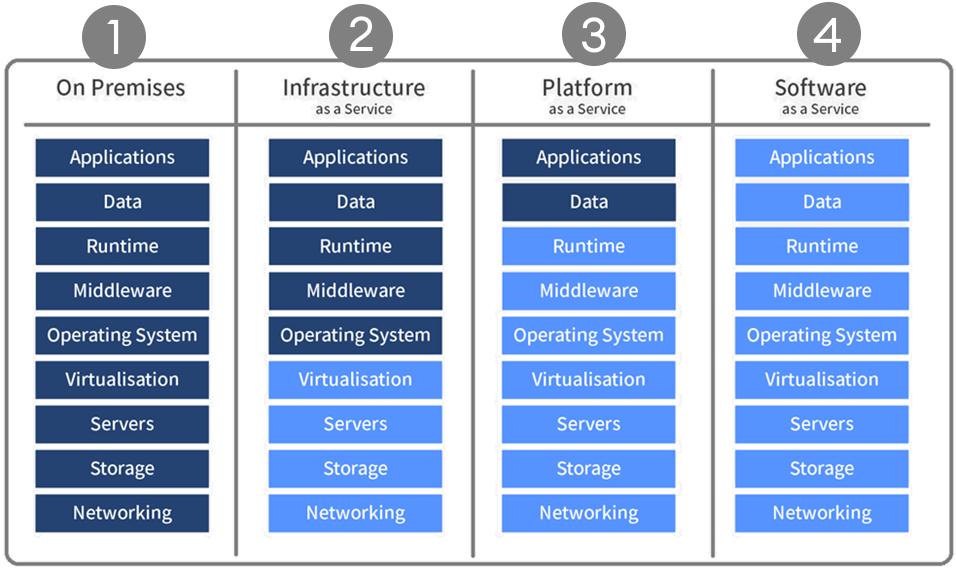 1
2
3
4
On Premises
Infrastructure
as a Service
Platform
as a Service
Software
as a Service
Applications
Data
Runtime
Middleware
Operating System
Virtualisation
Servers
Storage
Networking
Applications
Data
Runtime
Middleware
Operating System
Virtualisation
Servers
Storage
Networking
Applications
Data
Runtime
Middleware
Operating System
Virtualisation
Servers
Storage
Networking
Applications
Data
Runtime
Middleware
Operating System
Virtualisation
Servers
Storage
Networking